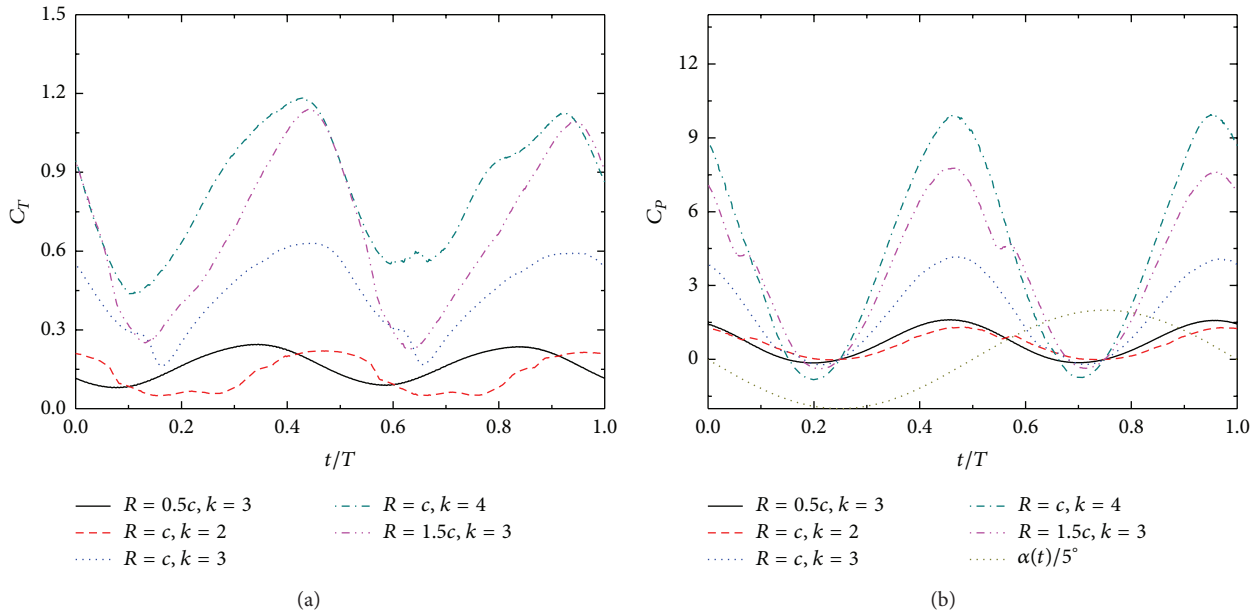 1.5
1.2
0.9
0.6
0.3
0.0
C_T
0.0 0.2 0.4 0.6 0.8 1.0
t/T
R = 0.5c, k = 3
R = c, k = 2
R = c, k = 3
R = c, k = 4
R = 1.5c, k = 3
(a)
12
9
6
3
0
C_P
0.0 0.2 0.4 0.6 0.8 1.0
t/T
R = 0.5c, k = 3
R = c, k = 2
R = c, k = 3
R = c, k = 4
R = 1.5c, k = 3
α(t)/5°
(b)